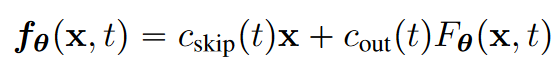 𝒇_𝜽(𝐱, t) = c_skip(t)𝐱 + c_out(t)F_𝜽(𝐱, t)